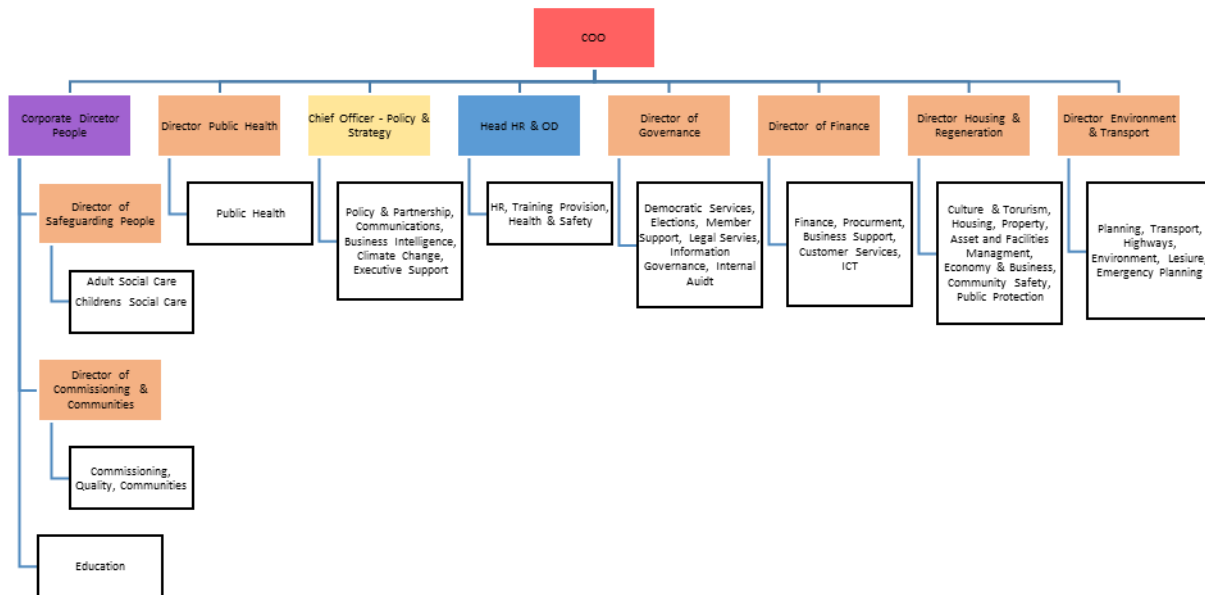 COO
Corporate Dircetor
People
Director Public Health
Chief Officer - Policy &
Strategy
Head HR & OD
Director of
Governance
Director of Finance
Director Housing &
Regeneration
Director Environment
& Transport
Director of
Safeguarding People
Adult Social Care
Childrens Social Care
Director of
Commissioning &
Communities
Commissioning,
Quality, Communities
Education
Public Health
Policy & Partnership,
Communications,
Business Intelligence,
Climate Change,
Executive Support
HR, Training Provision,
Health & Safety
Democratic Services,
Elections, Member
Support, Legal Servies,
Information
Governance, Internal
Auidt
Finance, Procurment,
Business Support,
Customer Services,
ICT
Culture & Torurism,
Housing, Property,
Asset and Facilities
Managment,
Economy & Business,
Community Safety,
Public Protection
Planning, Transport,
Highways,
Environment, Lesiure,
Emergency Planning